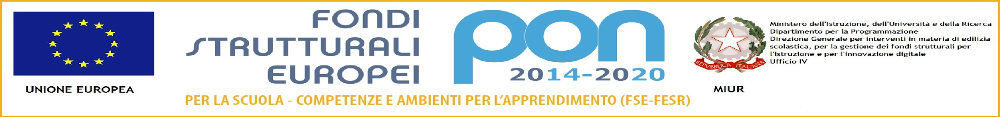 UNIONE EUROPEA
FONDI
STRUTTURALI
EUROPEI
pon
2014-2020
PER LA SCUOLA - COMPETENZE E AMBIENTI PER L'APPRENDIMENTO (FSE-FESR)
REPVBBLICA ITALIANA
MIUR
Ministero dell'Istruzione, dell'Università e della Ricerca
Dipartimento per la Programmazione
Direzione Generale per interventi in materia di edilizia
scolastica, per la gestione dei fondi strutturali per
l'istruzione e per l'innovazione digitale
Ufficio IV